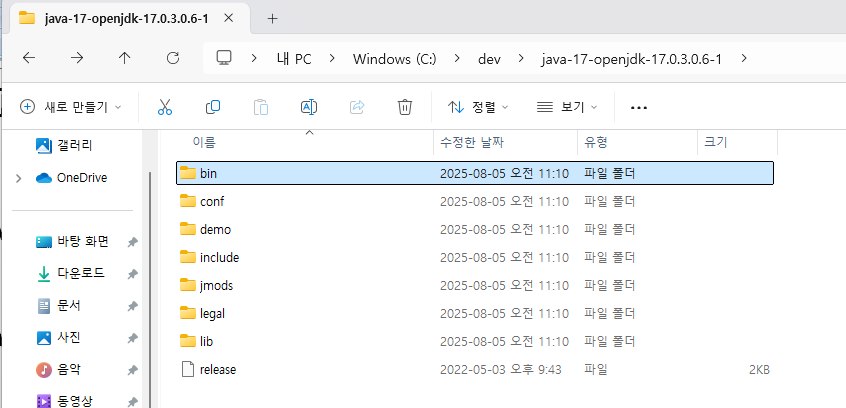 java-17-openjdk-17.0.3.0.6-1
내 PC > Windows (C:) > dev > java-17-openjdk-17.0.3.0.6-1 >
새로 만들기 정렬 보기
이름 수정한 날짜 유형 크기
갤러리
OneDrive
바탕 화면
다운로드
문서
사진
음악
동영상
bin 2025-08-05 오전 11:10 파일 폴더
conf 2025-08-05 오전 11:10 파일 폴더
demo 2025-08-05 오전 11:10 파일 폴더
include 2025-08-05 오전 11:10 파일 폴더
jmods 2025-08-05 오전 11:10 파일 폴더
legal 2025-08-05 오전 11:10 파일 폴더
lib 2025-08-05 오전 11:10 파일 폴더
release 2022-05-03 오후 9:43 파일 2KB